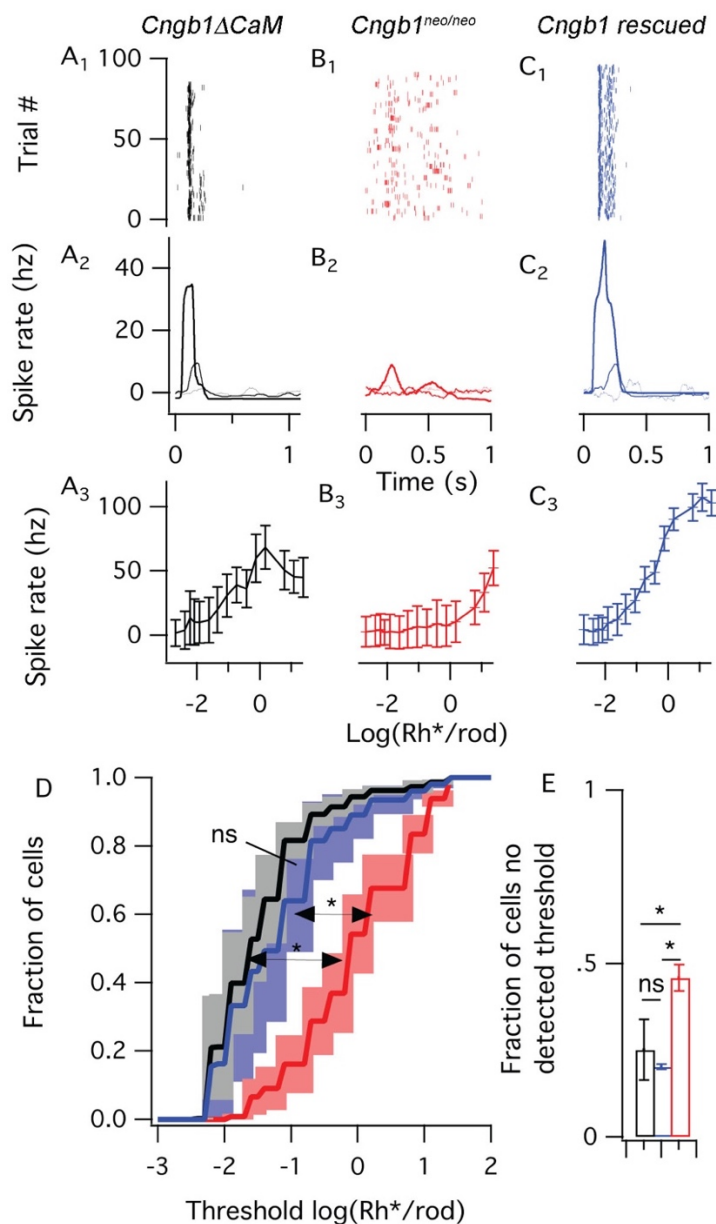 Cngb1ΔCaM Cngb1neo/neo Cngb1 rescued
A1 B1 C1
Trial #
100
50
0
A2 B2 C2
Spike rate (hz)
40
20
0
0 1 0 0.5 1 0 0.5 1
Time (s)
A3 B3 C3
Spike rate (hz)
100
50
0
-2 0 -2 0 -2 0
Log(Rh*/rod)
D
Fraction of cells
1.0
0.8
0.6
0.4
0.2
0.0
ns
*
*
-3 -2 -1 0 1 2
Threshold log(Rh*/rod)
E
Fraction of cells no
detected threshold
1
.5
0
*
*
ns